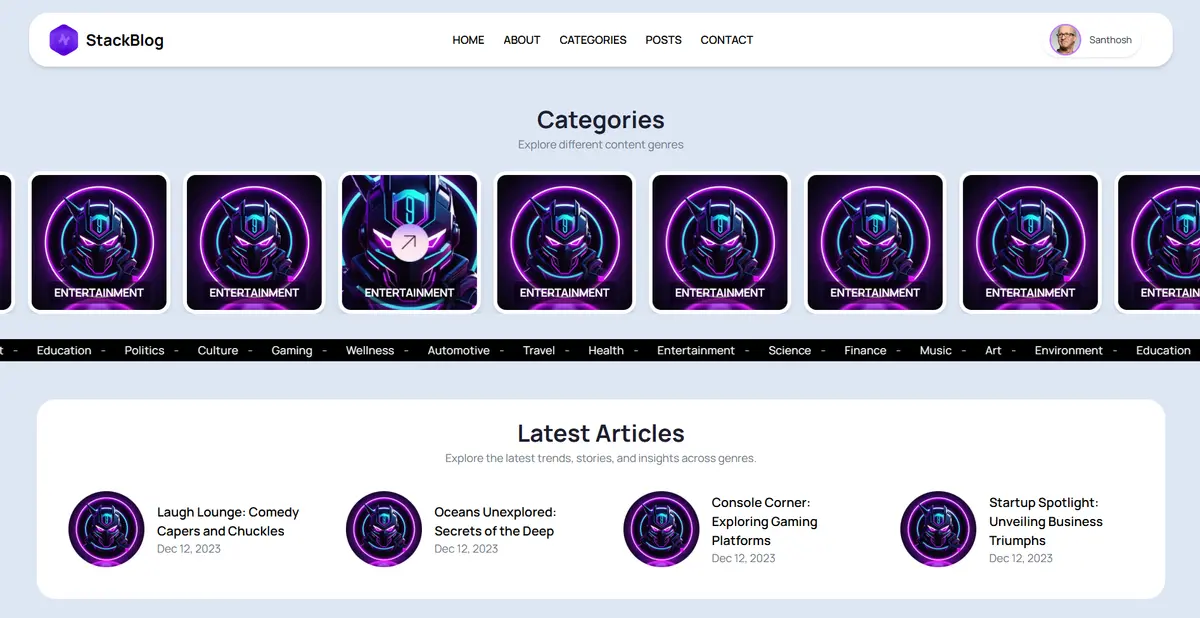 StackBlog
HOME ABOUT CATEGORIES POSTS CONTACT
Santhosh
Categories
Explore different content genres
ENTERTAINMENT ENTERTAINMENT ENTERTAINMENT ENTERTAINMENT ENTERTAINMENT ENTERTAINMENT ENTERTAINMENT ENTERTAIN
t - Education - Politics - Culture - Gaming - Wellness - Automotive - Travel - Health - Entertainment - Science - Finance - Music - Art - Environment - Education
Latest Articles
Explore the latest trends, stories, and insights across genres.
Laugh Lounge: Comedy
Capers and Chuckles
Dec 12, 2023
Oceans Unexplored:
Secrets of the Deep
Dec 12, 2023
Console Corner:
Exploring Gaming
Platforms
Dec 12, 2023
Startup Spotlight:
Unveiling Business
Triumphs
Dec 12, 2023